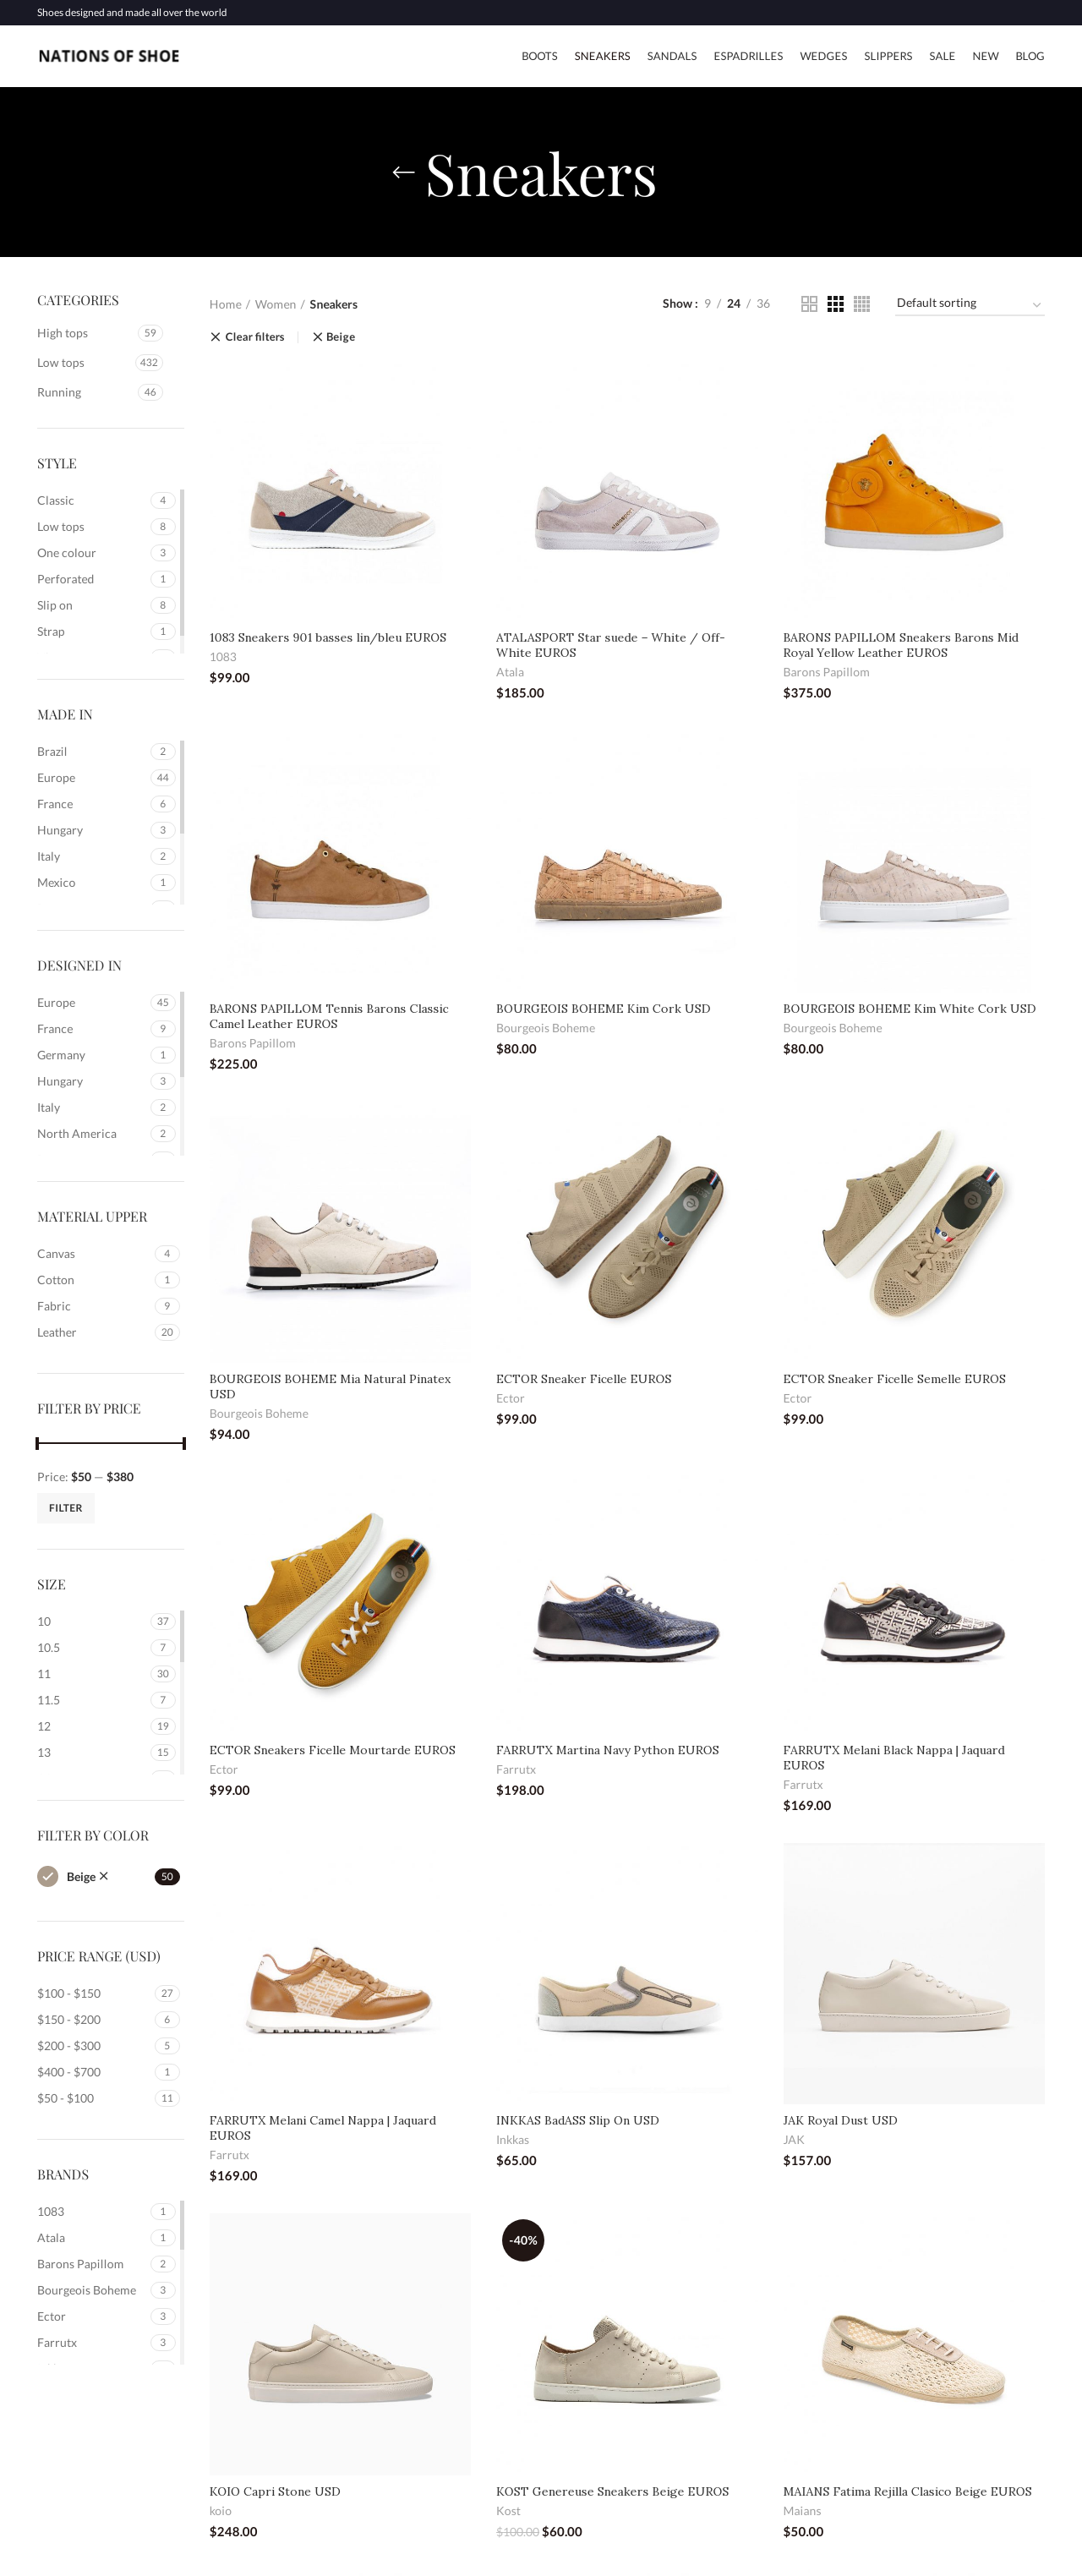 Shoes designed and made all over the world
NATIONS OF SHOE
BOOTS SNEAKERS SANDALS ESPADRILLES WEDGES SLIPPERS SALE NEW BLOG
Sneakers
CATEGORIES
High tops 59
Low tops 432
Running 46
STYLE
Classic 4
Low tops 8
One colour 3
Perforated 1
Slip on 8
Strap 1
MADE IN
Brazil 2
Europe 44
France 6
Hungary 3
Italy 2
Mexico 1
DESIGNED IN
Europe 45
France 9
Germany 1
Hungary 3
Italy 2
North America 2
MATERIAL UPPER
Canvas 4
Cotton 1
Fabric 9
Leather 20
FILTER BY PRICE
Price: $50 — $380
FILTER
SIZE
10 37
10.5 7
11 30
11.5 7
12 19
13 15
FILTER BY COLOR
Beige 50
PRICE RANGE (USD)
$100 - $150 27
$150 - $200 6
$200 - $300 5
$400 - $700 1
$50 - $100 11
BRANDS
1083 1
Atala 1
Barons Papillom 2
Bourgeois Boheme 3
Ector 3
Farrutx 3
Home / Women / Sneakers
Show : 9 / 24 / 36
Default sorting
Clear filters
Beige
1083 Sneakers 901 basses lin/bleu EUROS
1083
$99.00
ATALASPORT Star suede – White / Off-
White EUROS
Atala
$185.00
BARONS PAPILLOM Sneakers Barons Mid
Royal Yellow Leather EUROS
Barons Papillom
$375.00
BARONS PAPILLOM Tennis Barons Classic
Camel Leather EUROS
Barons Papillom
$225.00
BOURGEOIS BOHEME Kim Cork USD
Bourgeois Boheme
$80.00
BOURGEOIS BOHEME Kim White Cork USD
Bourgeois Boheme
$80.00
BOURGEOIS BOHEME Mia Natural Pinatex
USD
Bourgeois Boheme
$94.00
ECTOR Sneaker Ficelle EUROS
Ector
$99.00
ECTOR Sneaker Ficelle Semelle EUROS
Ector
$99.00
ECTOR Sneakers Ficelle Mourtarde EUROS
Ector
$99.00
FARRUTX Martina Navy Python EUROS
Farrutx
$198.00
FARRUTX Melani Black Nappa | Jaquard
EUROS
Farrutx
$169.00
FARRUTX Melani Camel Nappa | Jaquard
EUROS
Farrutx
$169.00
INKKAS BadASS Slip On USD
Inkkas
$65.00
JAK Royal Dust USD
JAK
$157.00
KOIO Capri Stone USD
koio
$248.00
-40%
KOST Genereuse Sneakers Beige EUROS
Kost
$100.00 $60.00
MAIANS Fatima Rejilla Clasico Beige EUROS
Maians
$50.00